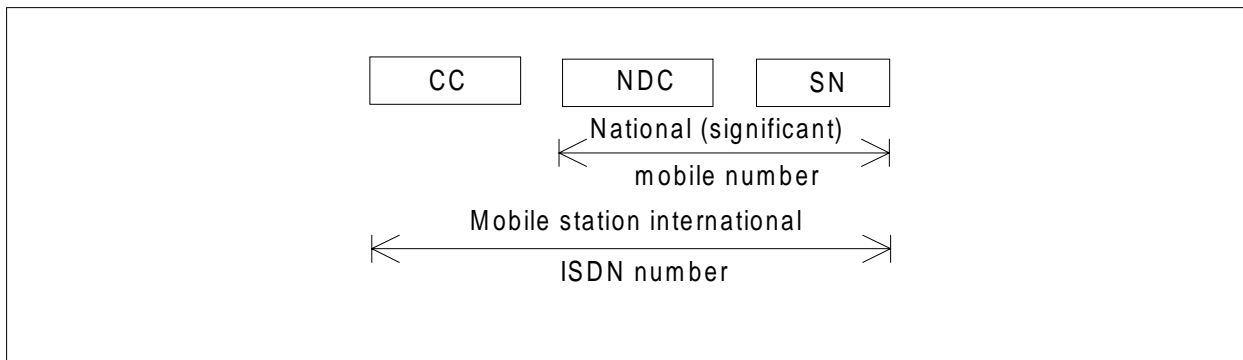 CC NDC SN
National (significant)
mobile number
Mobile station international
ISDN number